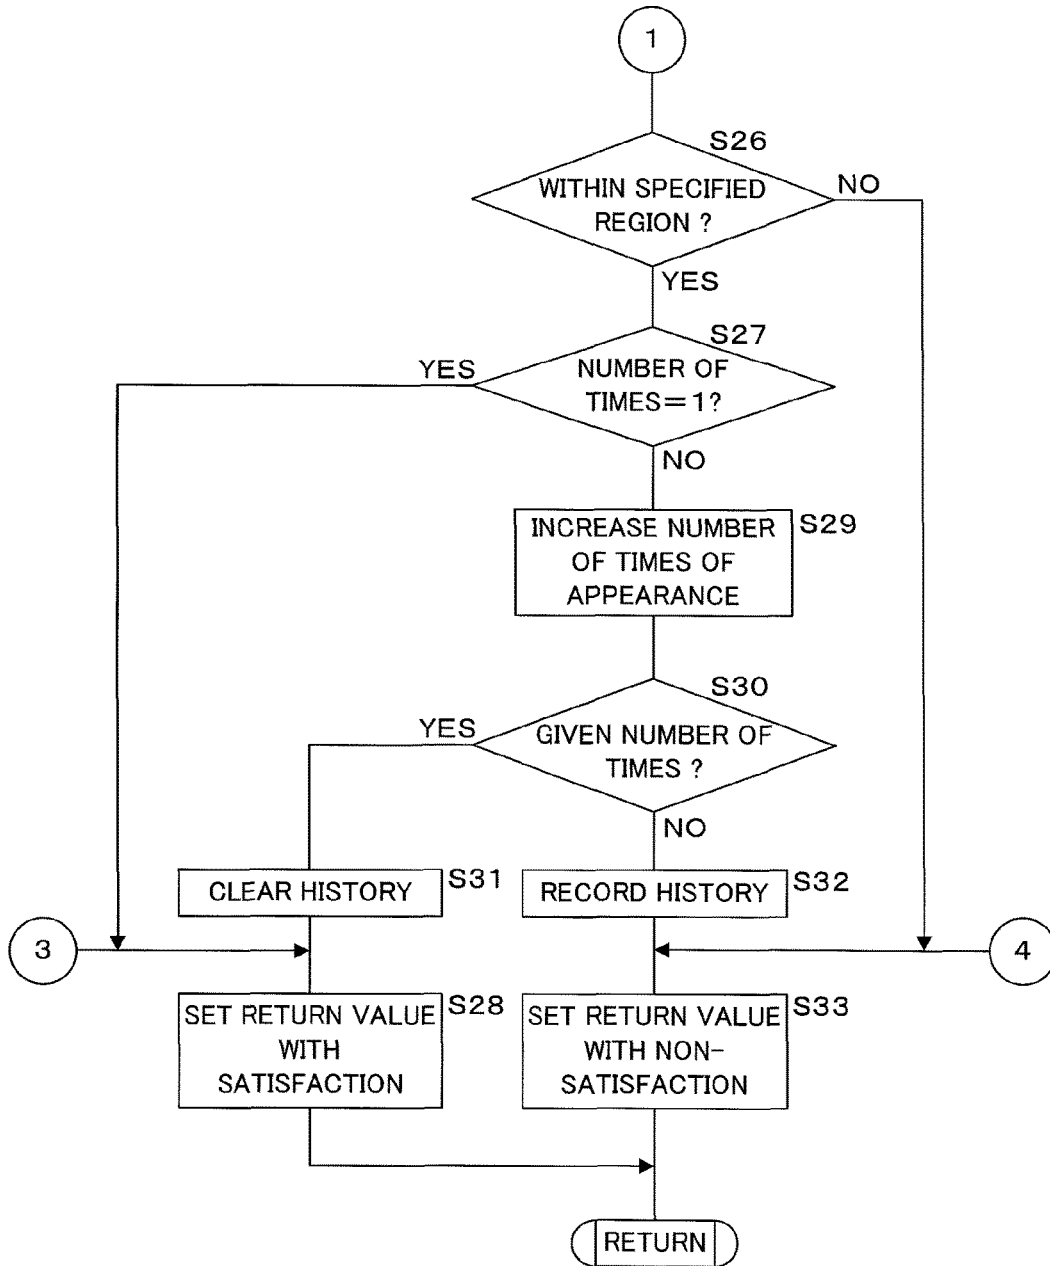 1
S26
WITHIN SPECIFIED
REGION ?
NO
YES
S27
YES
NUMBER OF
TIMES=1?
NO
INCREASE NUMBER
OF TIMES OF
APPEARANCE
S29
S30
YES
GIVEN NUMBER OF
TIMES ?
NO
CLEAR HISTORY
S31
RECORD HISTORY
S32
3
4
SET RETURN VALUE
WITH
SATISFACTION
S28
SET RETURN VALUE
WITH NON-
SATISFACTION
S33
RETURN